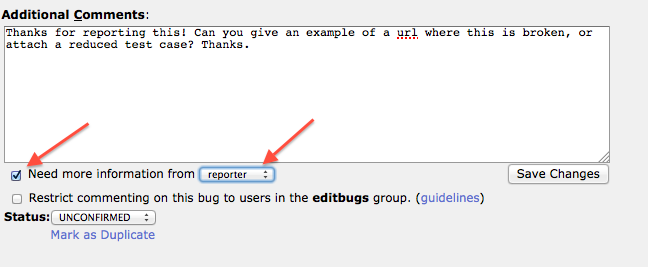 Additional Comments:
Thanks for reporting this! Can you give an example of a url where this is broken, or
attach a reduced test case? Thanks.
Need more information from reporter Save Changes
Restrict commenting on this bug to users in the editbugs group. (guidelines)
Status: UNCONFIRMED
Mark as Duplicate